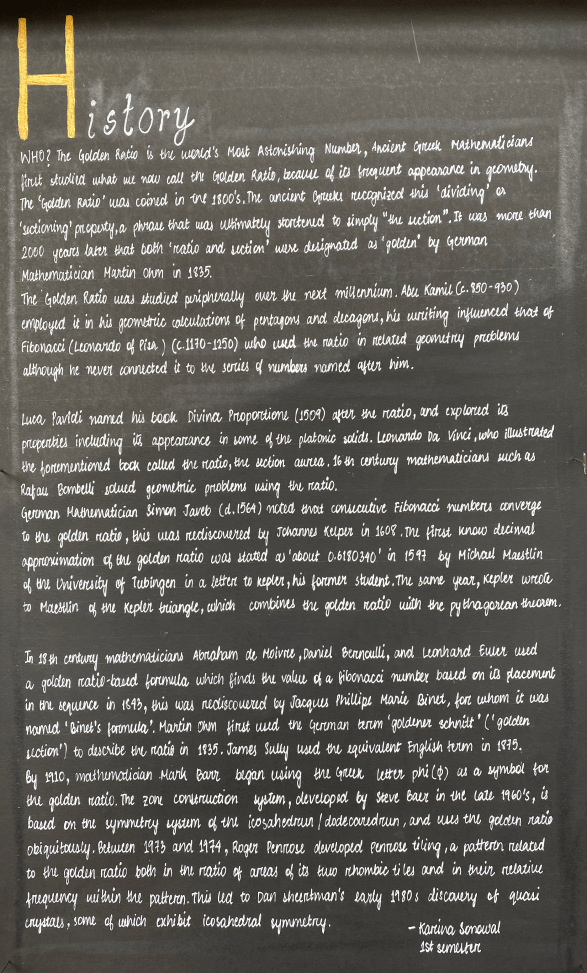 History
WHO? The Golden Ratio is the world's Most Astonishing Number, Ancient Greek Mathematicians
first studied what we now call the Golden Ratio, because of its frequent appearance in geometry.
The 'Golden Ratio' was coined in the 1800's. The ancient Greeks recognized this 'dividing' or
'sectioning' property, a phrase that was ultimately shortened to simply "the section". It was more than
2000 years later that both 'ratio and section' were designated as 'golden' by German
Mathematician Martin Ohm in 1835.
The Golden Ratio was studied peripherally over the next millennium. Abu Kamil (c. 850-930)
employed it in his geometric calculations of pentagons and decagons, his writing influenced that of
Fibonacci (Leonardo of Pisa) (c.1170-1250) who used the ratio in related geometry problems
although he never connected it to the series of numbers named after him.
Luca Pavioli named his book Divina Proportione (1509) after the ratio, and explored its
properties including its appearance in some of the platonic solids. Leonardo Da Vinci, who illustrated
the forementioned book called the ratio, the section aurea. 16th century mathematicians such as
Rafael Bombelli solved geometric problems using the ratio.
German Mathematician Simon Javeb (d.1564) noted that consecutive Fibonacci numbers converge
to the golden ratio, this was rediscovered by Johannes Kelper in 1608. The first know decimal
approximation of the golden ratio was stated as 'about 0.6180340' in 1597 by Michael Maestlin
of the University of Tubingen in a letter to kepler, his former student. The same year, Kepler wrote
to Maestlin of the Kepler triangle, which combines the golden ratio with the pythagorean theorem.
In 18th century mathematicians Abraham de Moivre, Daniel Bernoulli, and Leonhard Euler used
a golden ratio-based formula which finds the value of a fibonacci number based on its placement
in the sequence in 1843, this was rediscovered by Jacques Phillipe Marie Binet, for whom it was
named 'Binet's formula'. Martin Ohm first used the German term 'goldener schnitt' ('golden
section') to describe the ratio in 1835. James Sully used the equivalent English term in 1875.
By 1910, mathematician Mark Barr began using the Greek letter phi (ϕ) as a symbol for
the golden ratio. The zone construction system, developed by Steve Baer in the late 1960's, is
based on the symmetry system of the icosahedrun/dodecavedrun, and uses the golden ratio
obiquitously. Between 1973 and 1974, Roger Penrose developed Penrose tiling, a pattern related
to the golden ratio both in the ratio of areas of its two rhombic tiles and in their relative
frequency within the pattern. This led to Dan sheertman's early 1980s discovery of quasi
crystals, some of which exhibit icosahedral symmetry.
- Karina Sonowal
1st semester